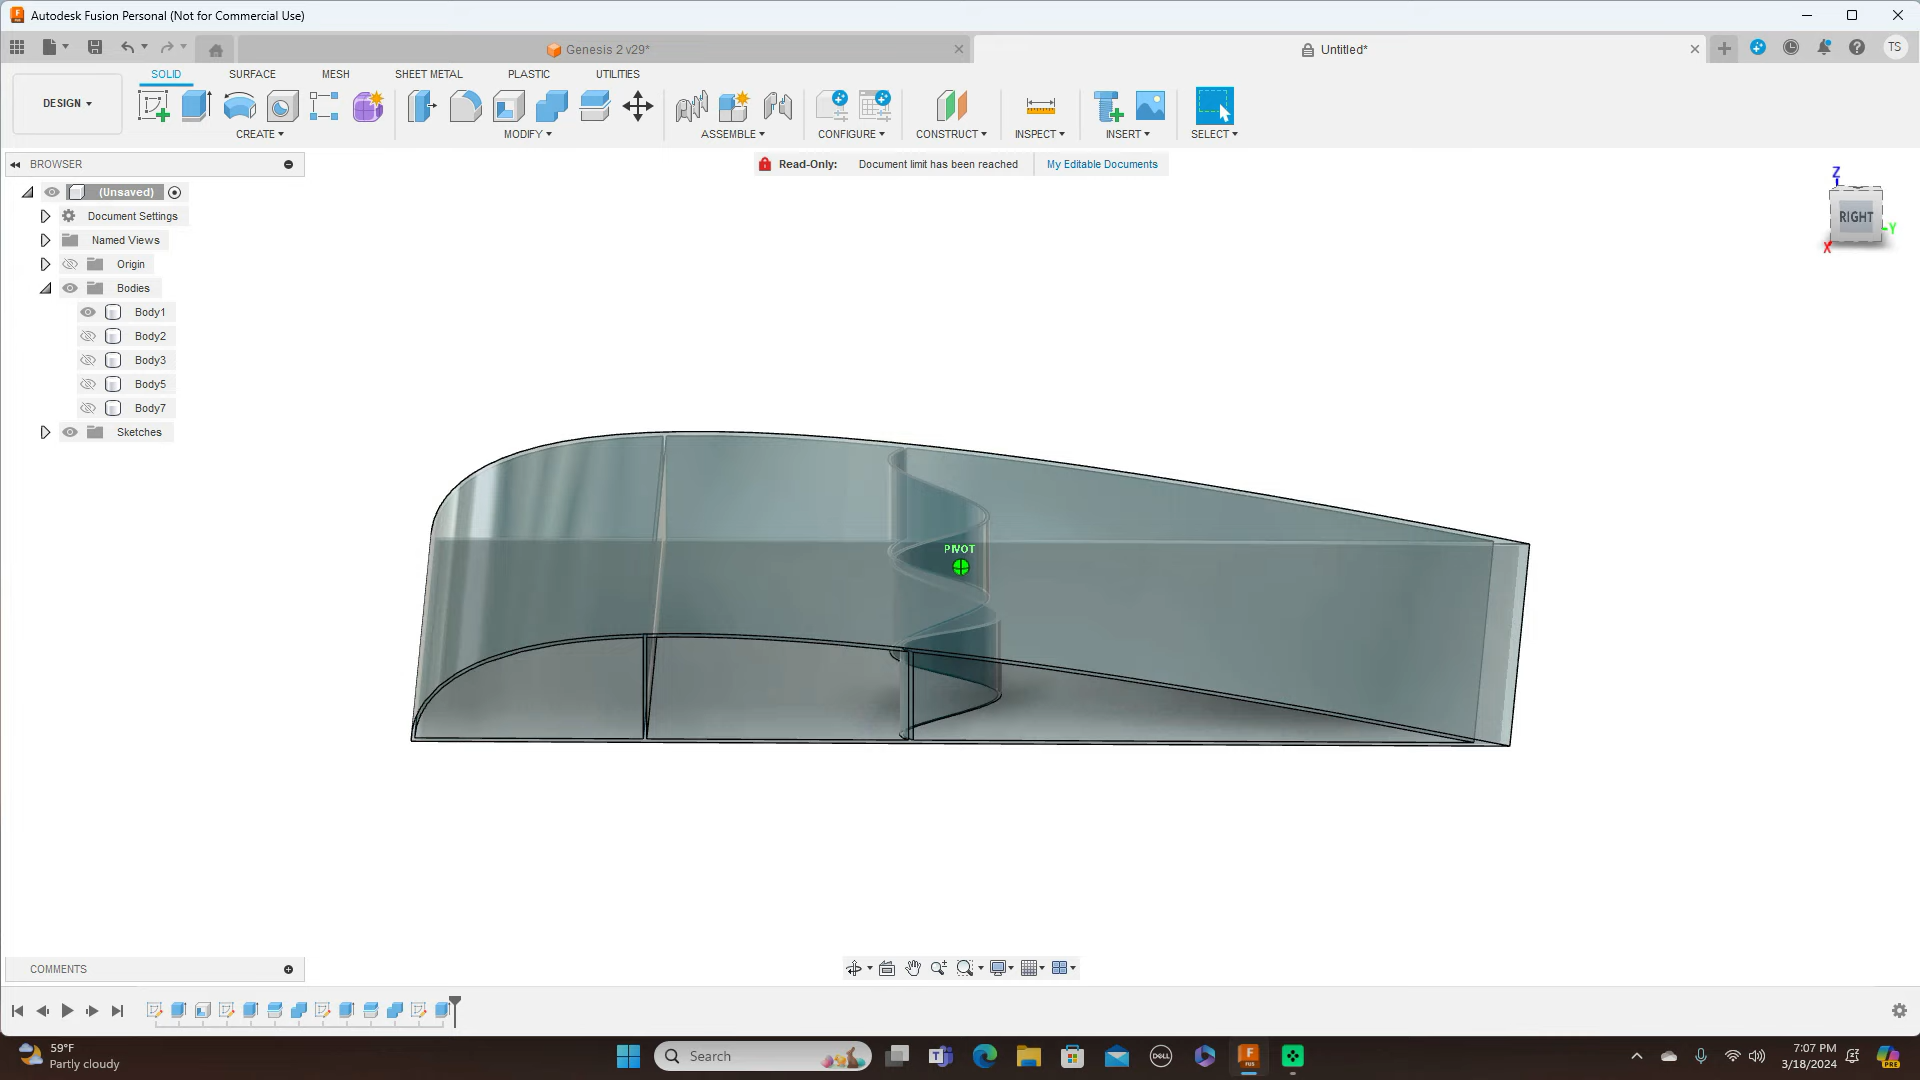 Autodesk Fusion Personal (Not for Commercial Use)
Genesis 2 v29*
Untitled*
TS
SOLID
SURFACE
MESH
SHEET METAL
PLASTIC
UTILITIES
DESIGN
CREATE
MODIFY
ASSEMBLE
CONFIGURE
CONSTRUCT
INSPECT
INSERT
SELECT
BROWSER
Read-Only: Document limit has been reached My Editable Documents
(Unsaved)
Document Settings
Named Views
Origin
Bodies
Body1
Body2
Body3
Body5
Body7
Sketches
Z
RIGHT
Y
X
PIVOT
COMMENTS
59°F
Partly cloudy
Search
DELL
F
FUS
7:07 PM
3/18/2024
PRE